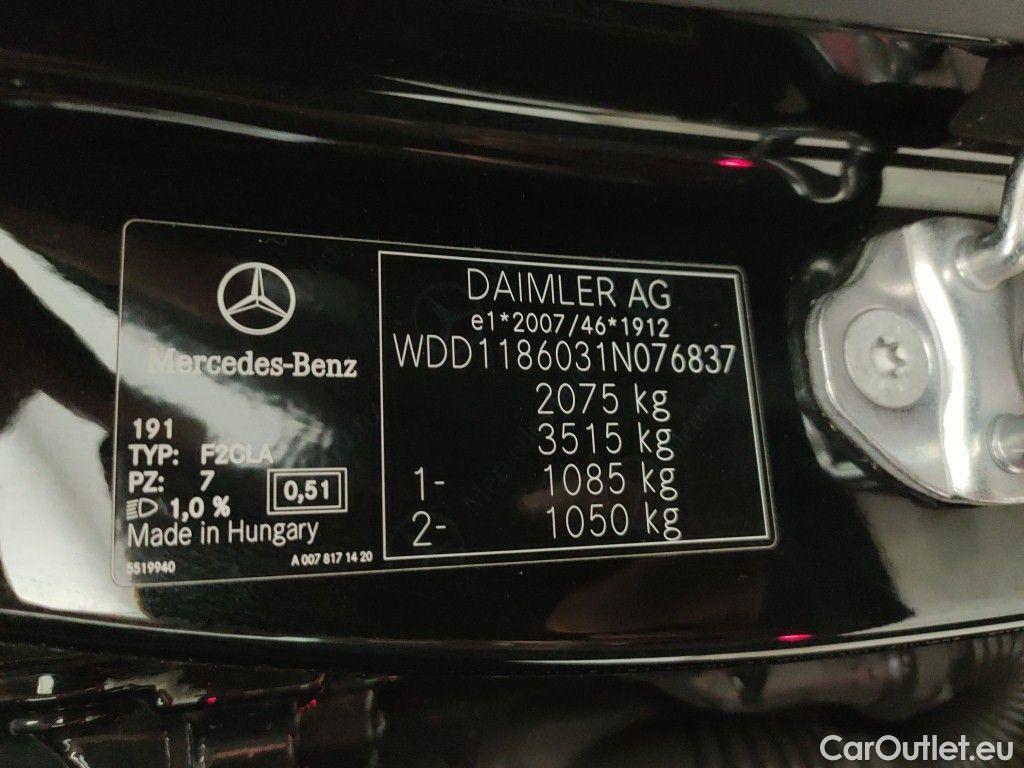 Mercedes-Benz
191
TYP: F2CLA
PZ: 7
1,0 %
0,51
Made in Hungary
5519940
A 007 817 14 20
DAIMLER AG
e1*2007/46*1912
WDD1186031N076837
2075 kg
3515 kg
1- 1085 kg
2- 1050 kg
CarOutlet.eu